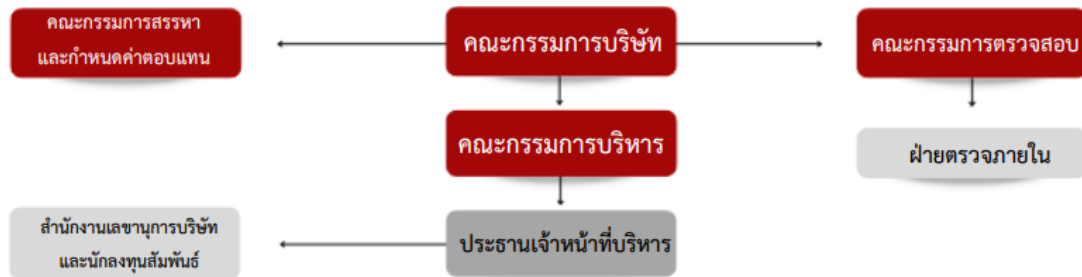 คณะกรรมการสรรหา
และกำหนดค่าตอบแทน
คณะกรรมการบริษัท
คณะกรรมการตรวจสอบ
คณะกรรมการบริหาร
ฝ่ายตรวจภายใน
สำนักงานเลขานุการบริษัท
และนักลงทุนสัมพันธ์
ประธานเจ้าหน้าที่บริหาร